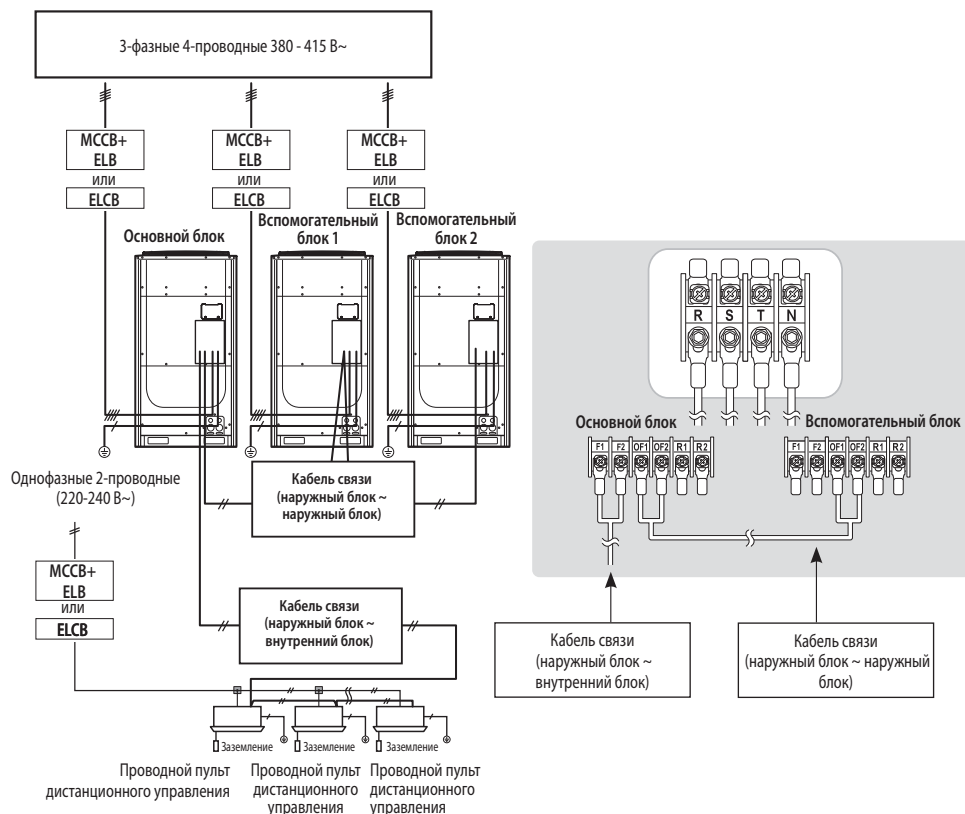 3-фазные 4-проводные 380 - 415 В~
MCCB+
ELB
или
ELCB
MCCB+
ELB
или
ELCB
MCCB+
ELB
или
ELCB
Основной блок
Вспомогательный
блок 1
Вспомогательный
блок 2
R S T N
Основной блок
F1 F2 OF1 OF2 R1 R2
Вспомогательный блок
F1 F2 OF1 OF2 R1 R2
Однофазные 2-проводные
(220-240 В~)
Кабель связи
(наружный блок ~
наружный блок)
MCCB+
ELB
или
ELCB
Кабель связи
(наружный блок ~
внутренний блок)
Кабель связи
(наружный блок ~
внутренний блок)
Кабель связи
(наружный блок ~ наружный
блок)
Заземление
Заземление
Заземление
Проводной пульт
дистанционного управления
Проводной пульт
дистанционного
управления
Проводной пульт
дистанционного
управления